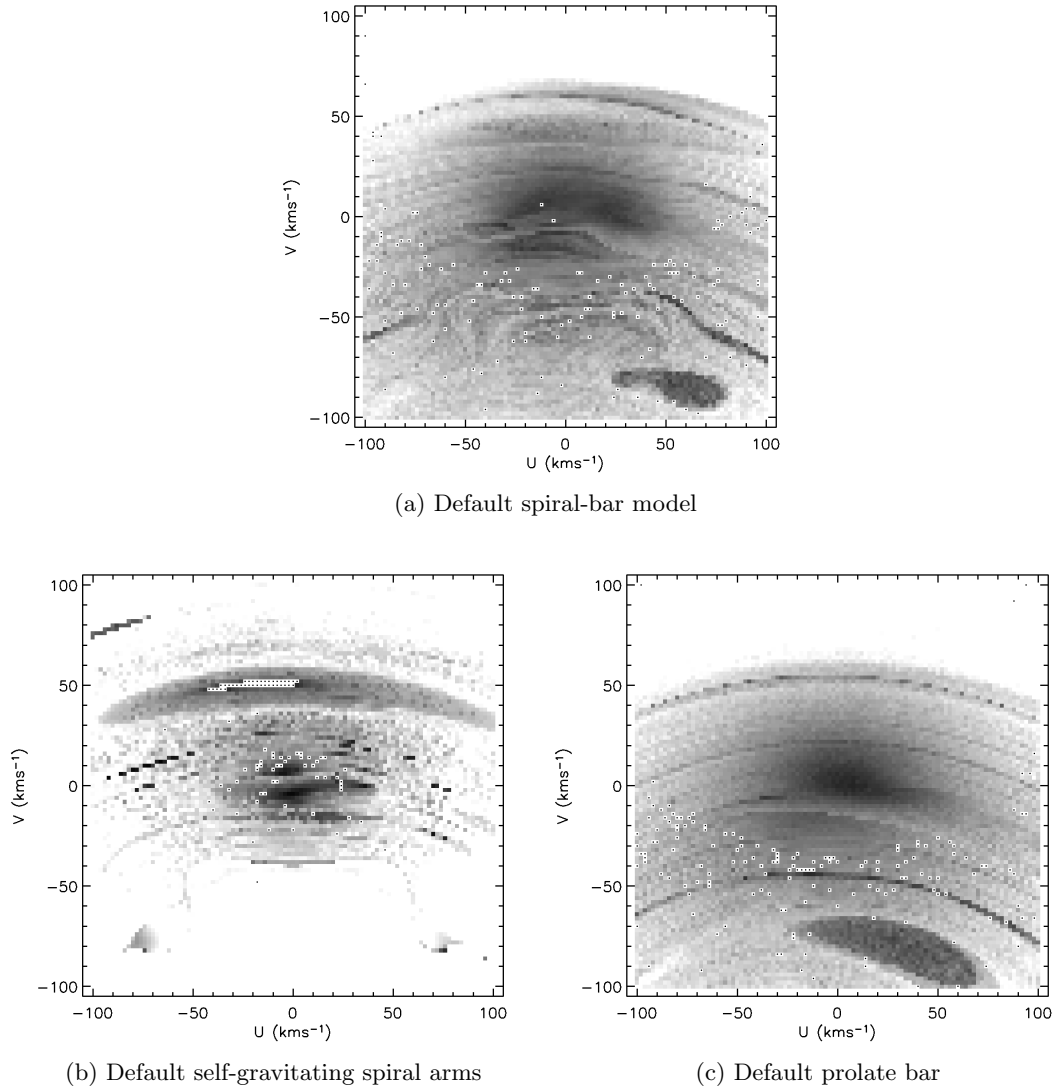 100
50
0
−50
−100
V (kms⁻¹)
−100 −50 0 50 100
U (kms⁻¹)
(a) Default spiral-bar model
100
50
0
−50
−100
V (kms⁻¹)
−100 −50 0 50 100
U (kms⁻¹)
(b) Default self-gravitating spiral arms
100
50
0
−50
−100
V (kms⁻¹)
−100 −50 0 50 100
U (kms⁻¹)
(c) Default prolate bar